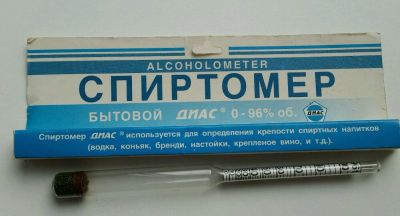 ALCOHOLOMETER
СПИРТОМЕР
БЫТОВОЙ ДИАС® 0-96% об. ДИАС
Спиртомер ДИАС® используется для определения крепости спиртных напитков
(водка, коньяк, бренди, настойки, крепленое вино, и т.д.).